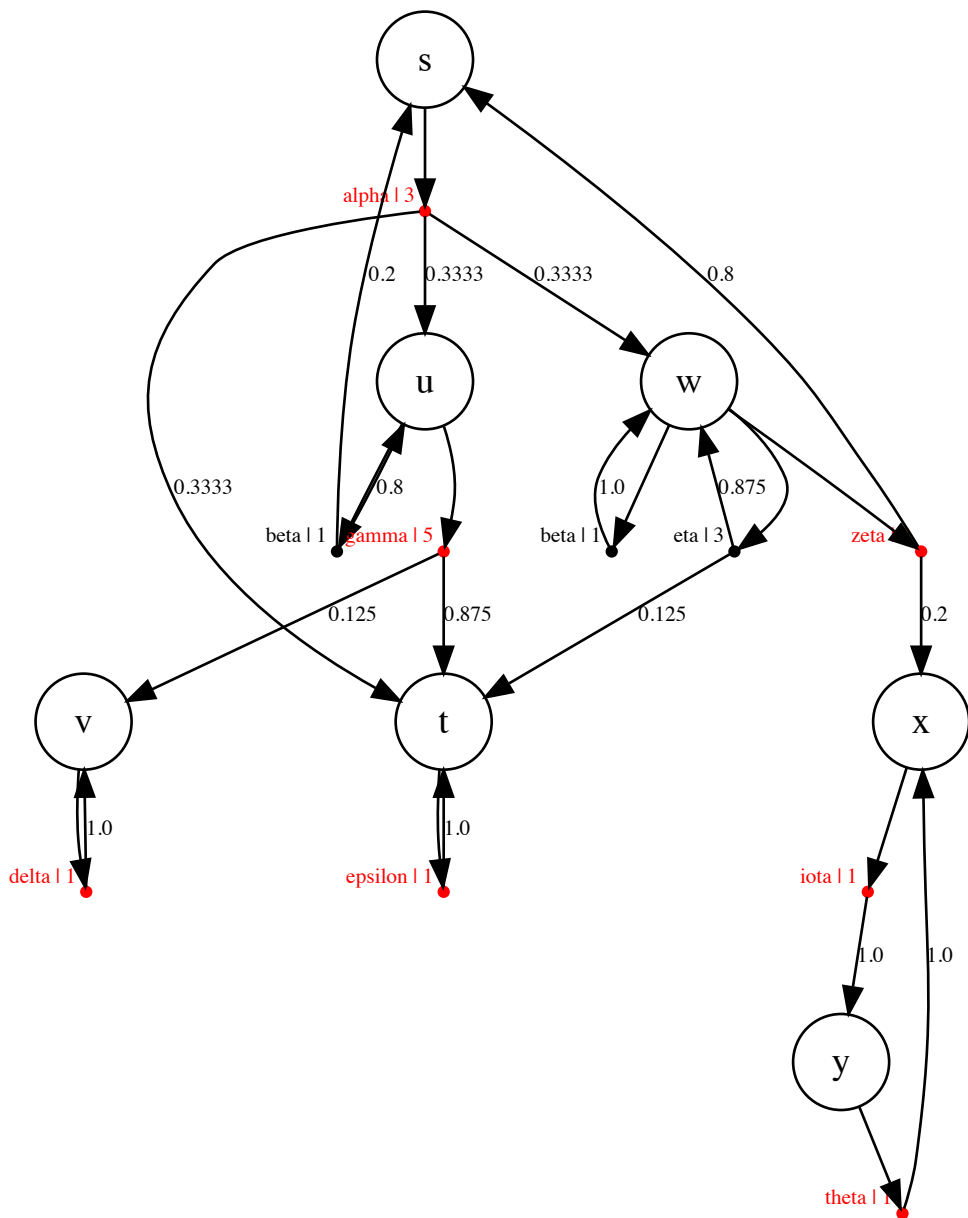 s
alpha | 3
0.2
0.3333
0.3333
0.8
u
w
0.3333
0.8
1.0
0.875
beta | 1
gamma | 5
beta | 1
eta | 3
zeta
0.125
0.875
0.125
0.2
v
t
x
1.0
1.0
delta | 1
epsilon | 1
iota | 1
1.0
1.0
y
theta | 1